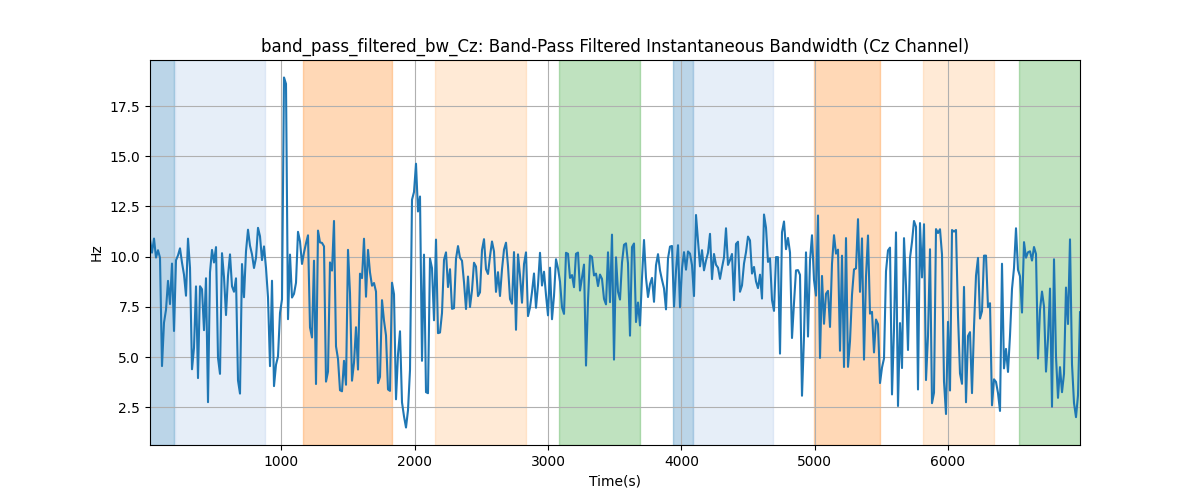 band_pass_filtered_bw_Cz: Band-Pass Filtered Instantaneous Bandwidth (Cz Channel)
17.5
15.0
12.5
10.0
7.5
5.0
2.5
Hz
1000 2000 3000 4000 5000 6000
Time(s)